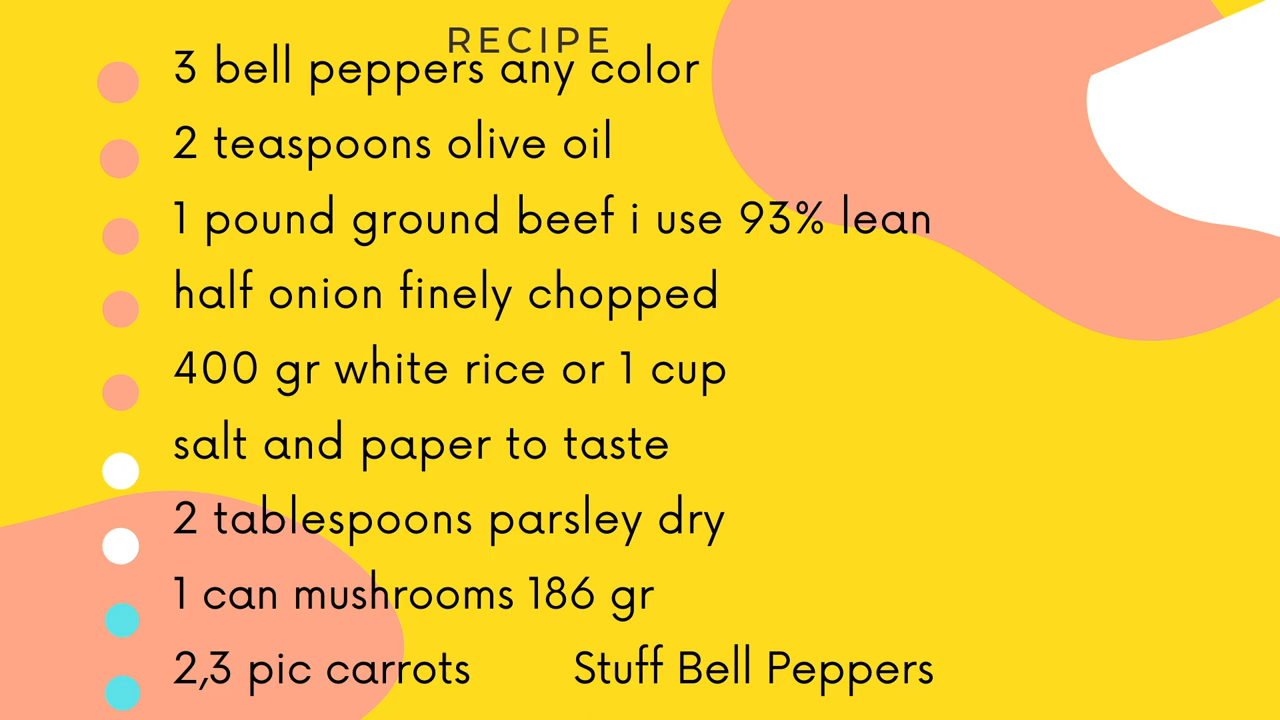 RECIPE
3 bell peppers any color
2 teaspoons olive oil
1 pound ground beef i use 93% lean
half onion finely chopped
400 gr white rice or 1 cup
salt and paper to taste
2 tablespoons parsley dry
1 can mushrooms 186 gr
2,3 pic carrots Stuff Bell Peppers